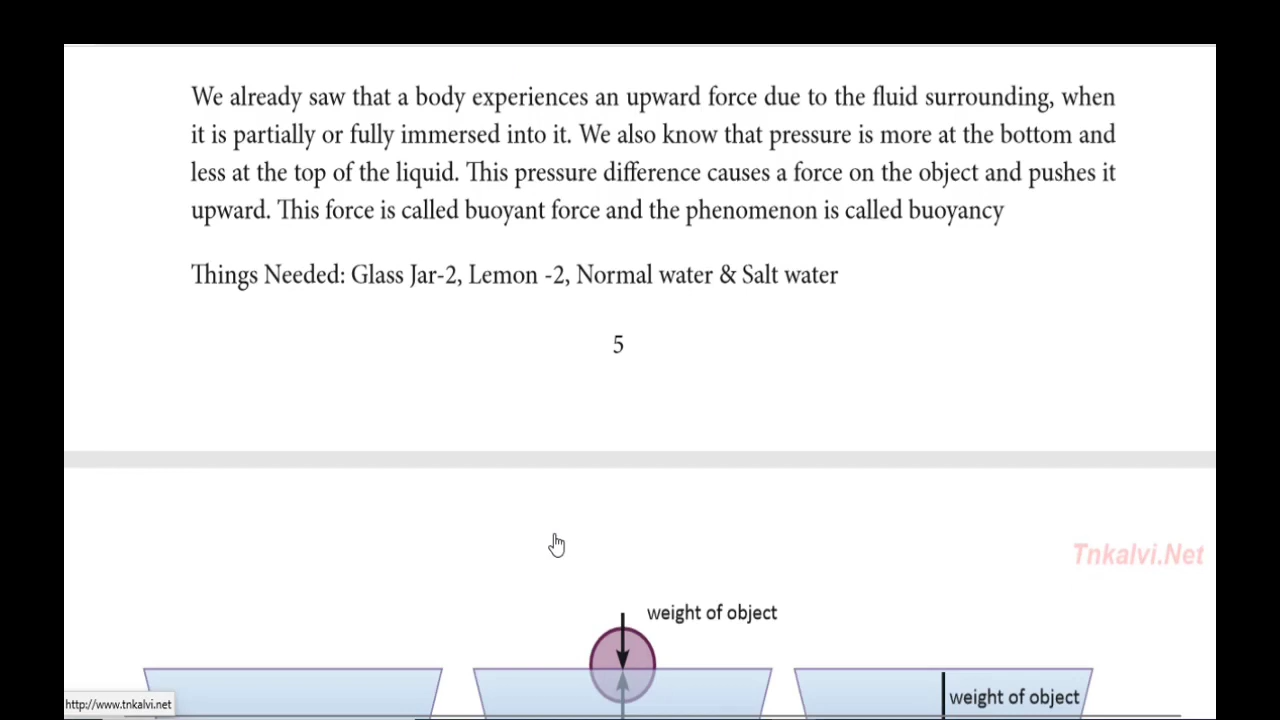 We already saw that a body experiences an upward force due to the fluid surrounding, when
it is partially or fully immersed into it. We also know that pressure is more at the bottom and
less at the top of the liquid. This pressure difference causes a force on the object and pushes it
upward. This force is called buoyant force and the phenomenon is called buoyancy
Things Needed: Glass Jar-2, Lemon -2, Normal water & Salt water
5
Tnkalvi.Net
weight of object
weight of object
http://www.tnkalvi.net